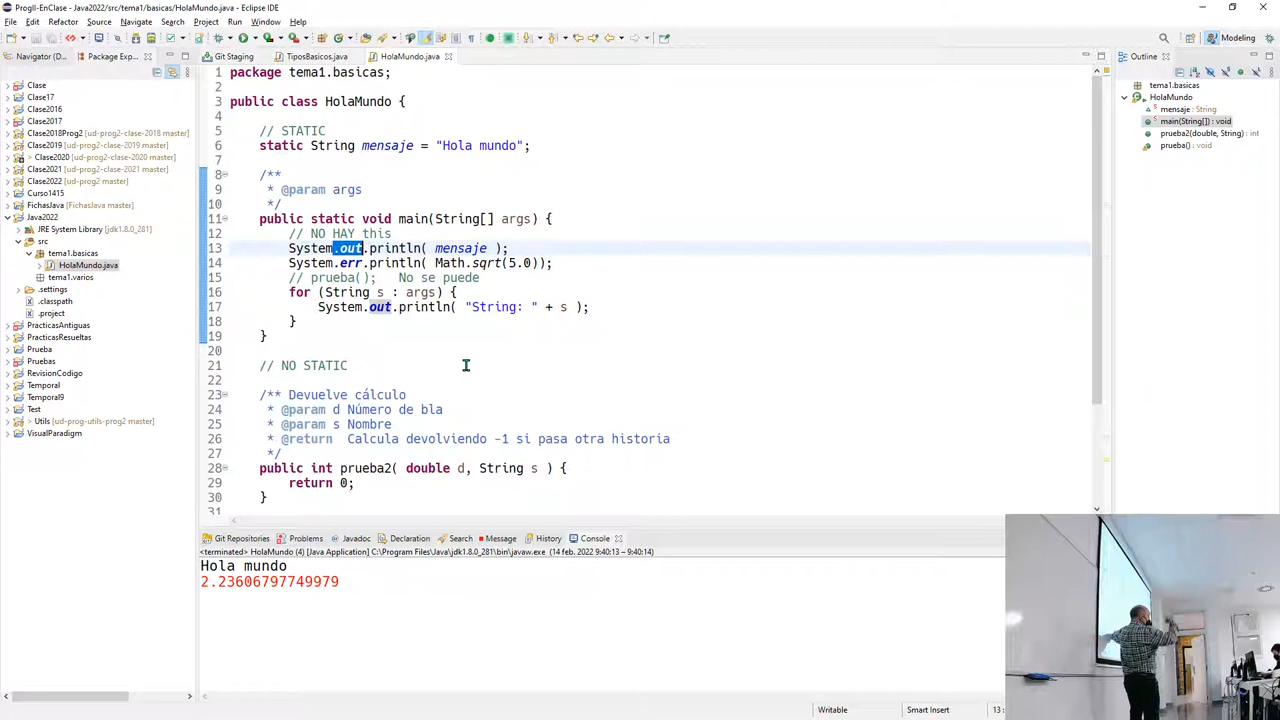 ProgII-EnClase - Java2022/src/tema1/basicas/HolaMundo.java - Eclipse IDE
File Edit Refactor Source Navigate Search Project Run Window Help
Modeling
Navigator (D...
Package Exp...
Clase
Clase17
Clase2016
Clase2017
Clase2018Prog2 [ud-prog2-clase-2018 master]
Clase2019 [ud-prog2-clase-2019 master]
> Clase2020 [ud-prog2-clase-2020 master]
Clase2021 [ud-prog2-clase-2021 master]
Clase2022 [ud-prog2 master]
Curso1415
FichasJava [FichasJava master]
Java2022
JRE System Library [jdk1.8.0_281]
src
tema1.basicas
HolaMundo.java
tema1.varios
.settings
.classpath
.project
PracticasAntiguas
PracticasResueltas
Prueba
Pruebas
RevisionCodigo
Temporal
Temporal9
Test
> Utils [ud-prog-utils-prog2 master]
VisualParadigm
Git Staging
TiposBasicos.java
HolaMundo.java
1 package tema1.basicas;
2
3 public class HolaMundo {
4
5 // STATIC
6 static String mensaje = "Hola mundo";
7
8 /**
9 * @param args
10 */
11 public static void main(String[] args) {
12 // NO HAY this
13 System.out.println( mensaje );
14 System.err.println( Math.sqrt(5.0));
15 // prueba();   No se puede
16 for (String s : args) {
17 System.out.println( "String: " + s );
18 }
19 }
20
21 // NO STATIC
22
23 /** Devuelve cálculo
24 * @param d Número de bla
25 * @param s Nombre
26 * @return  Calcula devolviendo -1 si pasa otra historia
27 */
28 public int prueba2( double d, String s ) {
29 return 0;
30 }
31
Outline
tema1.basicas
HolaMundo
mensaje : String
main(String[]) : void
prueba2(double, String) : int
prueba() : void
Git Repositories
Problems
Javadoc
Declaration
Search
Message
History
Console
<terminated> HolaMundo (4) [Java Application] C:\Program Files\Java\jdk1.8.0_281\bin\javaw.exe (14 feb. 2022 9:40:13 – 9:40:14)
Hola mundo
2.23606797749979
Writable
Smart Insert